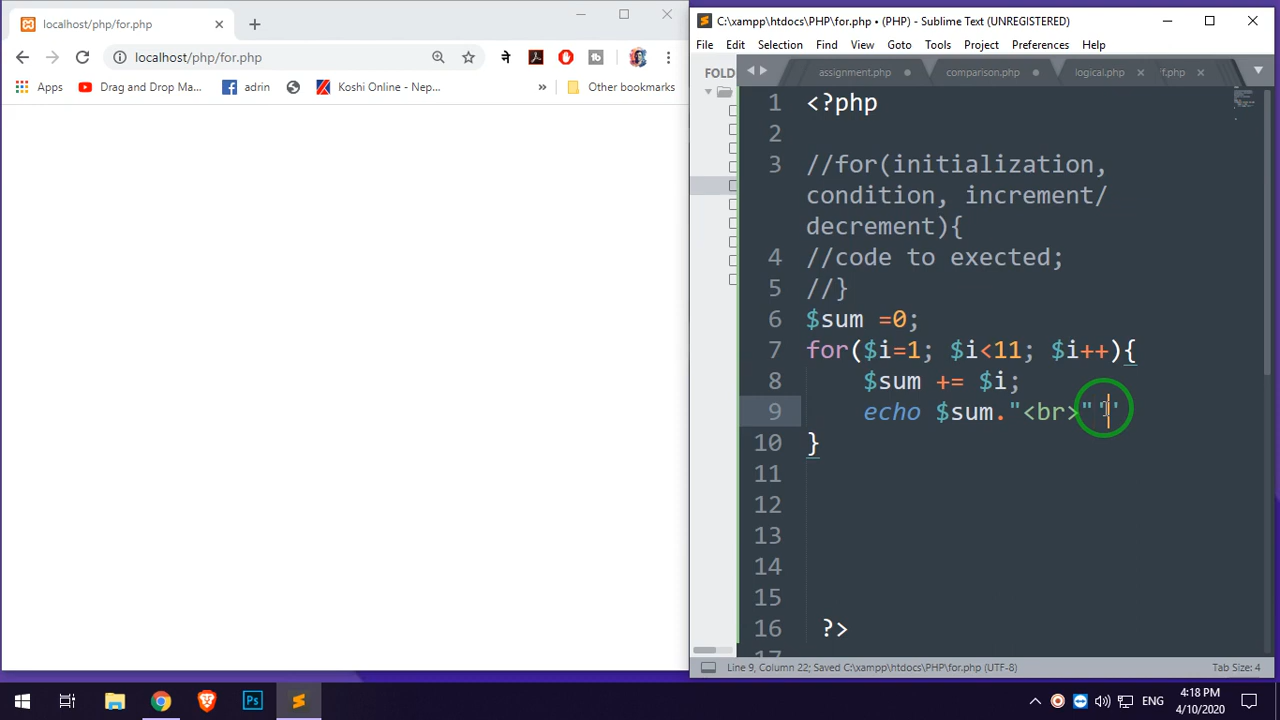 localhost/php/for.php
localhost/php/for.php
ने
Apps
Drag and Drop Ma...
adrin
Koshi Online - Nep...
»
Other bookmarks
C:\xampp\htdocs\PHP\for.php • (PHP) - Sublime Text (UNREGISTERED)
File Edit Selection Find View Goto Tools Project Preferences Help
FOLD
assignment.php
comparison.php
logical.php
if.php
1 <?php
2
3 //for(initialization,
condition, increment/
decrement){
4 //code to exected;
5 //}
6 $sum =0;
7 for($i=1; $i<11; $i++){
8 $sum += $i;
9 echo $sum."<br>"''
10 }
11
12
13
14
15
16 ?>
17
Line 9, Column 22; Saved C:\xampp\htdocs\PHP\for.php (UTF-8)
Tab Size: 4
Ps
ENG
4:18 PM
4/10/2020